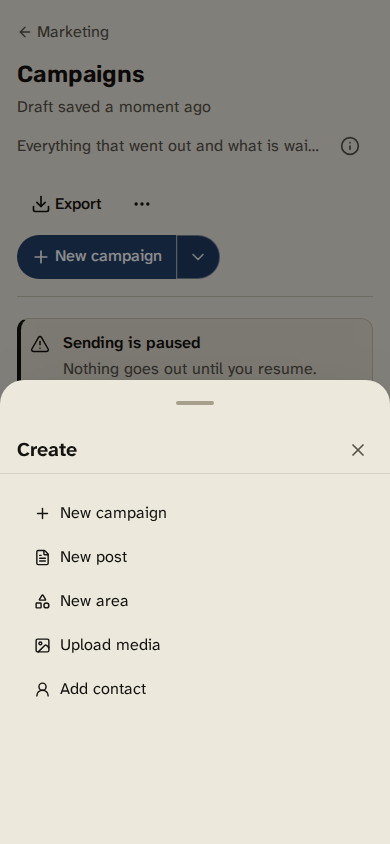 Marketing
Campaigns
Draft saved a moment ago
Everything that went out and what is wai...
Export
New campaign
Sending is paused
Nothing goes out until you resume.
Create
New campaign
New post
New area
Upload media
Add contact